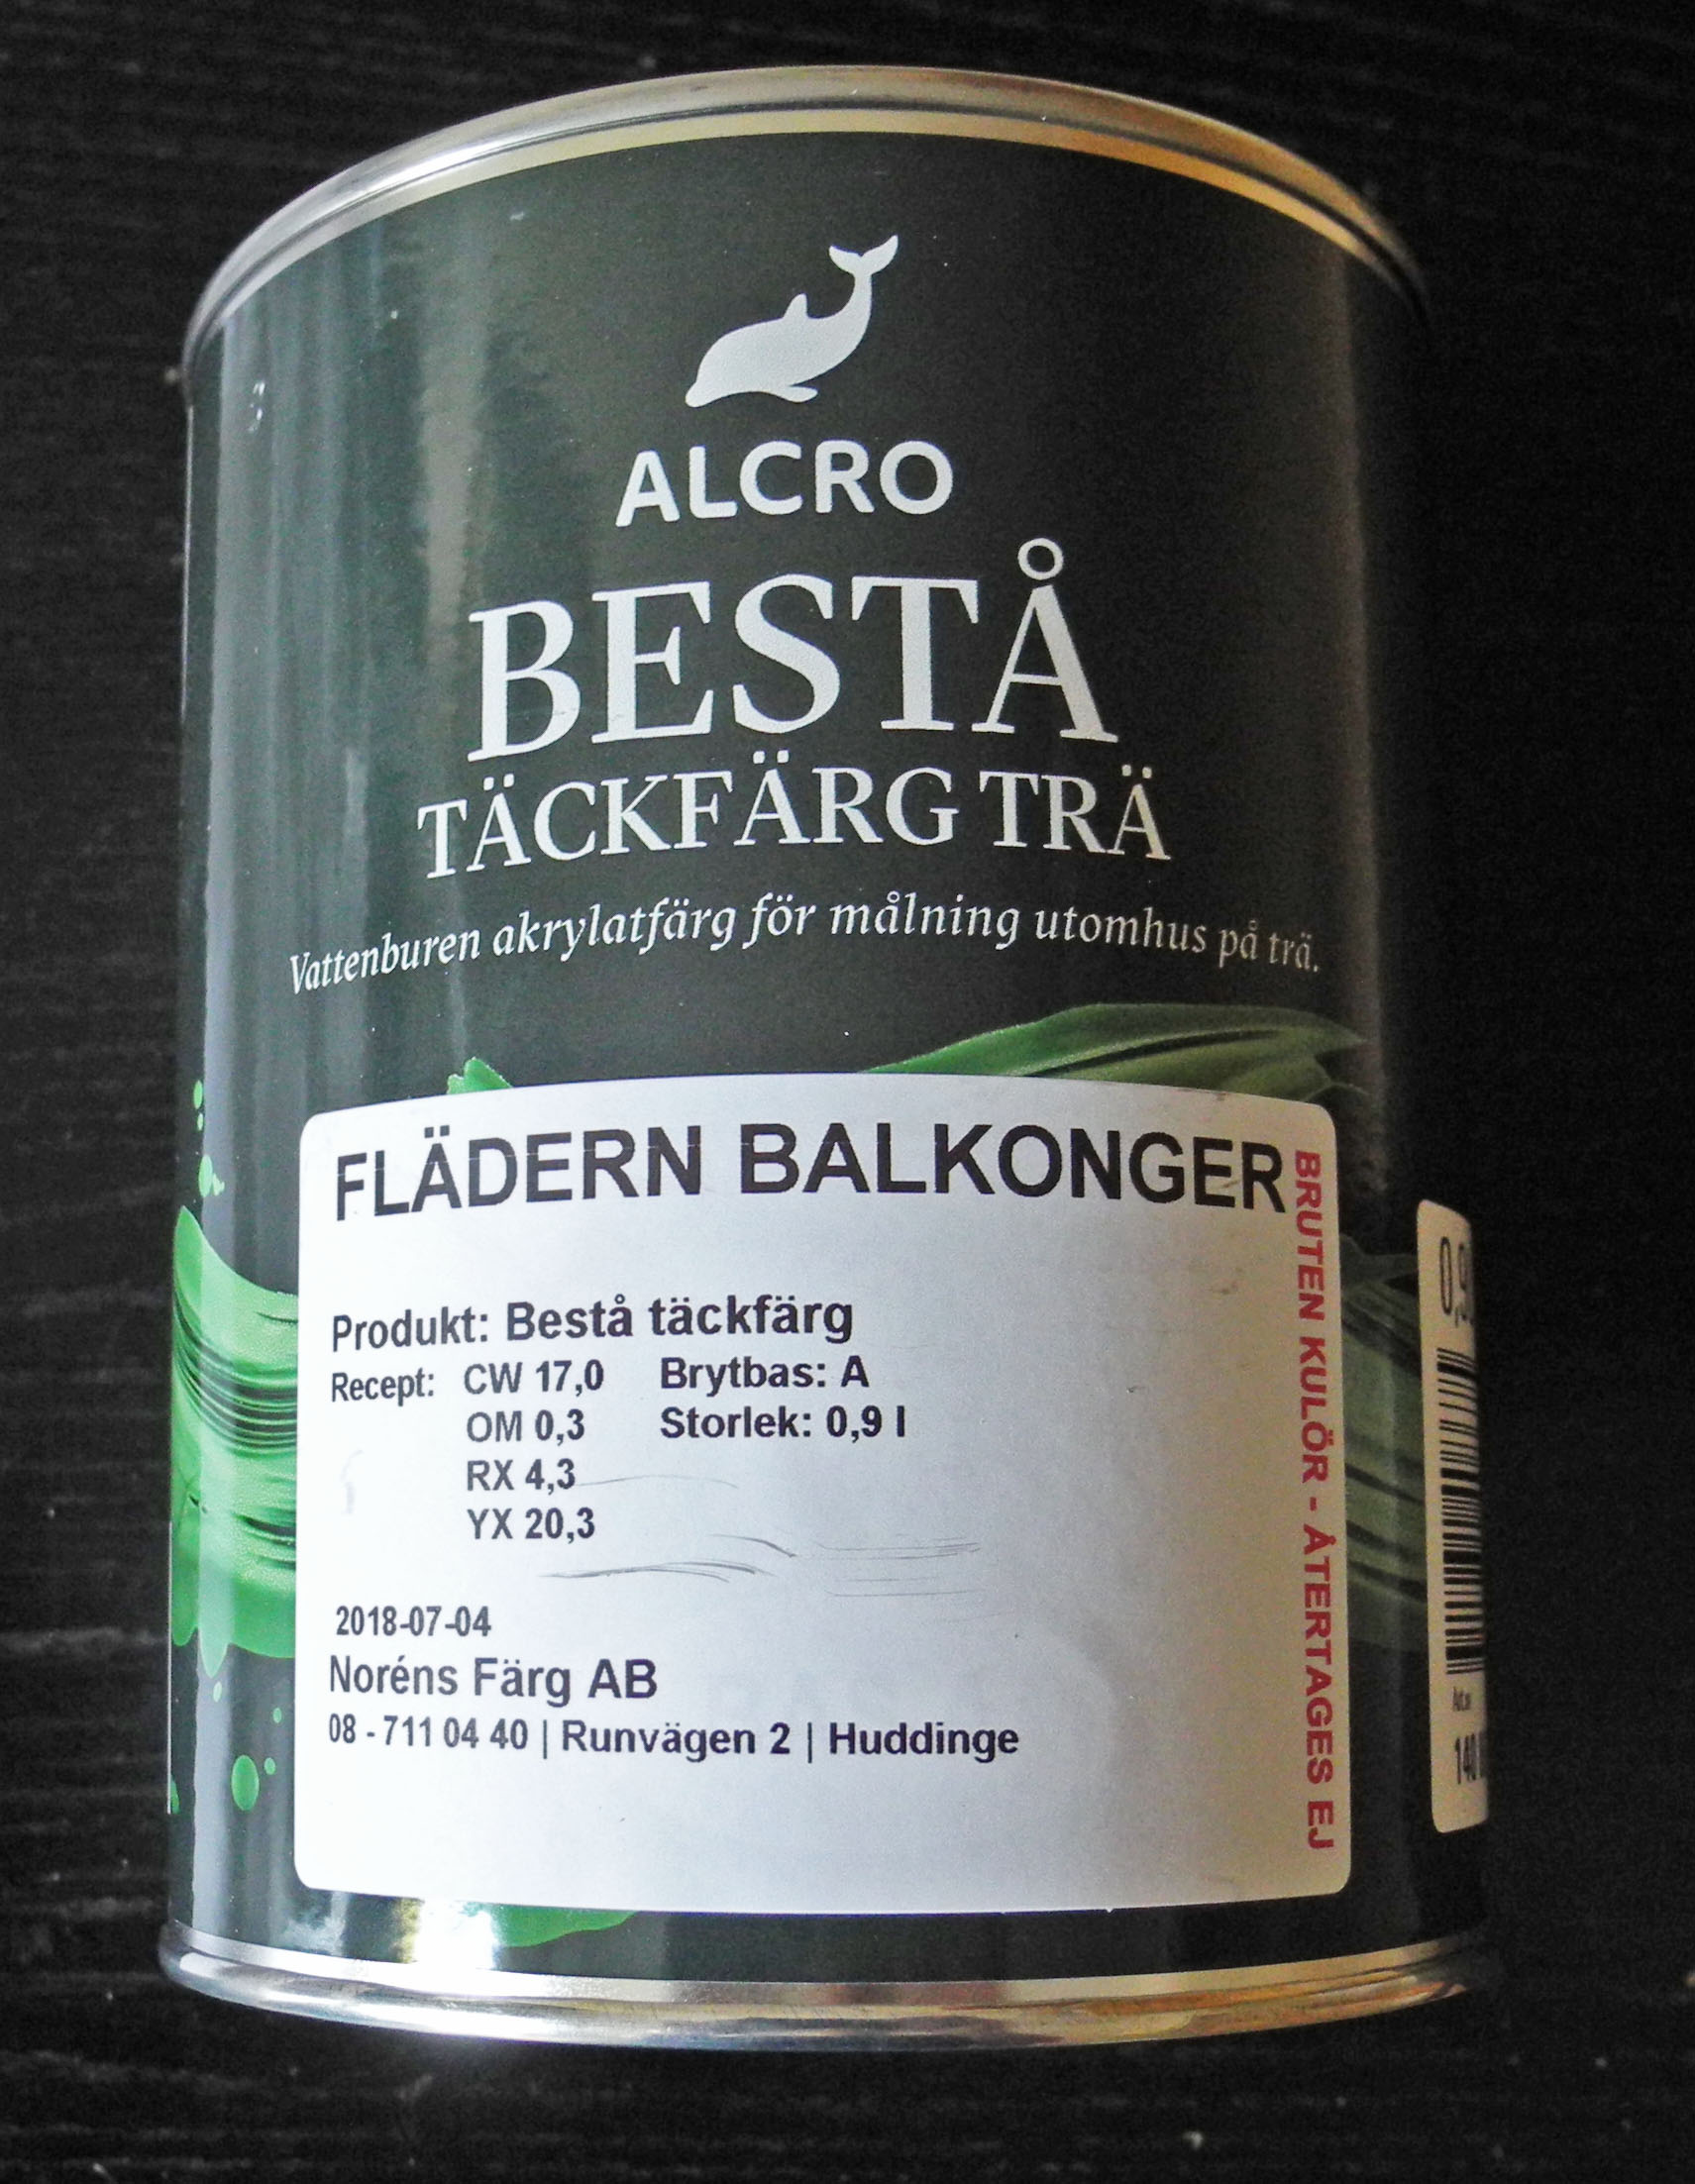 ALCRO
BESTÅ
TÄCKFÄRG TRÄ
Vattenburen akrylatfärg för målning utomhus på trä.
FLÄDERN BALKONGER
Produkt: Bestå täckfärg
Recept: CW 17,0 Brytbas: A
OM 0,3 Storlek: 0,9 l
RX 4,3
YX 20,3
2018-07-04
Noréns Färg AB
08 - 711 04 40 | Runvägen 2 | Huddinge
BRUTEN KULÖR - ÅTERTAGES EJ